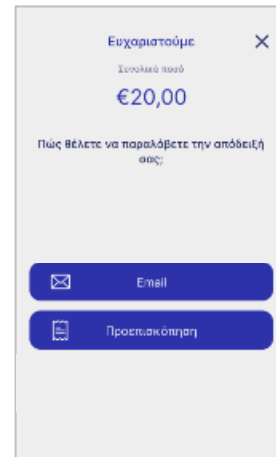 Ευχαριστούμε
Συνολικό ποσό
€20,00
Πώς θέλετε να παραλάβετε την απόδειξή
σας;
Email
Προεπισκόπηση